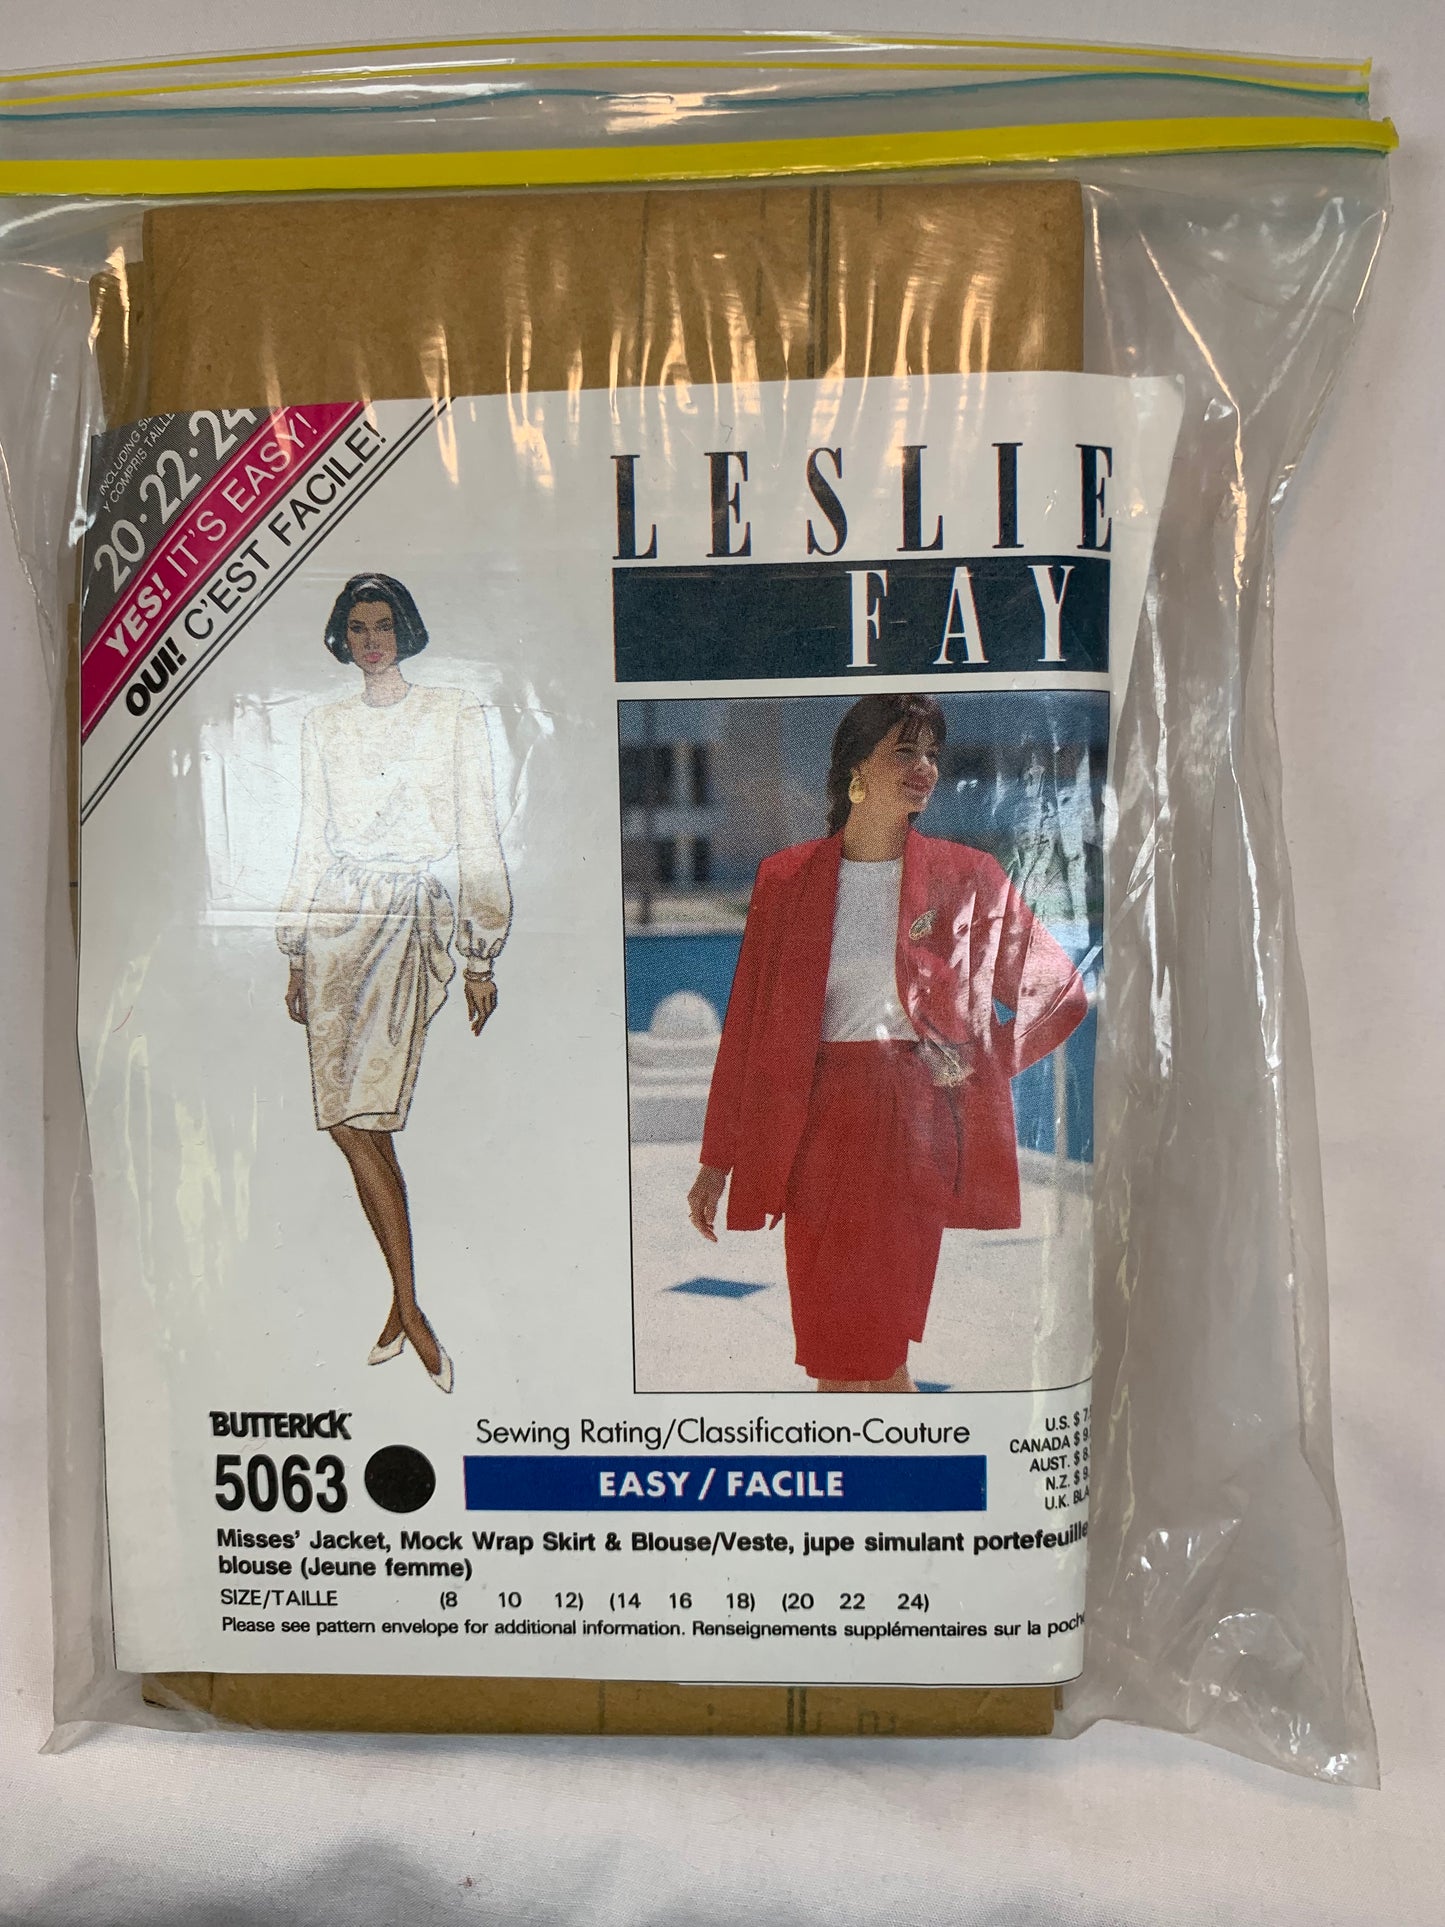 20•22•24
YES! IT'S EASY!
OUI! C'EST FACILE!
LESLIE
FAY
BUTTERICK
5063
Sewing Rating/Classification-Couture
EASY / FACILE
U.S. $
CANADA $
AUST. $
N.Z. $
U.K.
Misses' Jacket, Mock Wrap Skirt & Blouse/Veste, jupe simulant portefeuille
blouse (Jeune femme)
SIZE/TAILLE (8 10 12) (14 16 18) (20 22 24)
Please see pattern envelope for additional information. Renseignements supplémentaires sur la